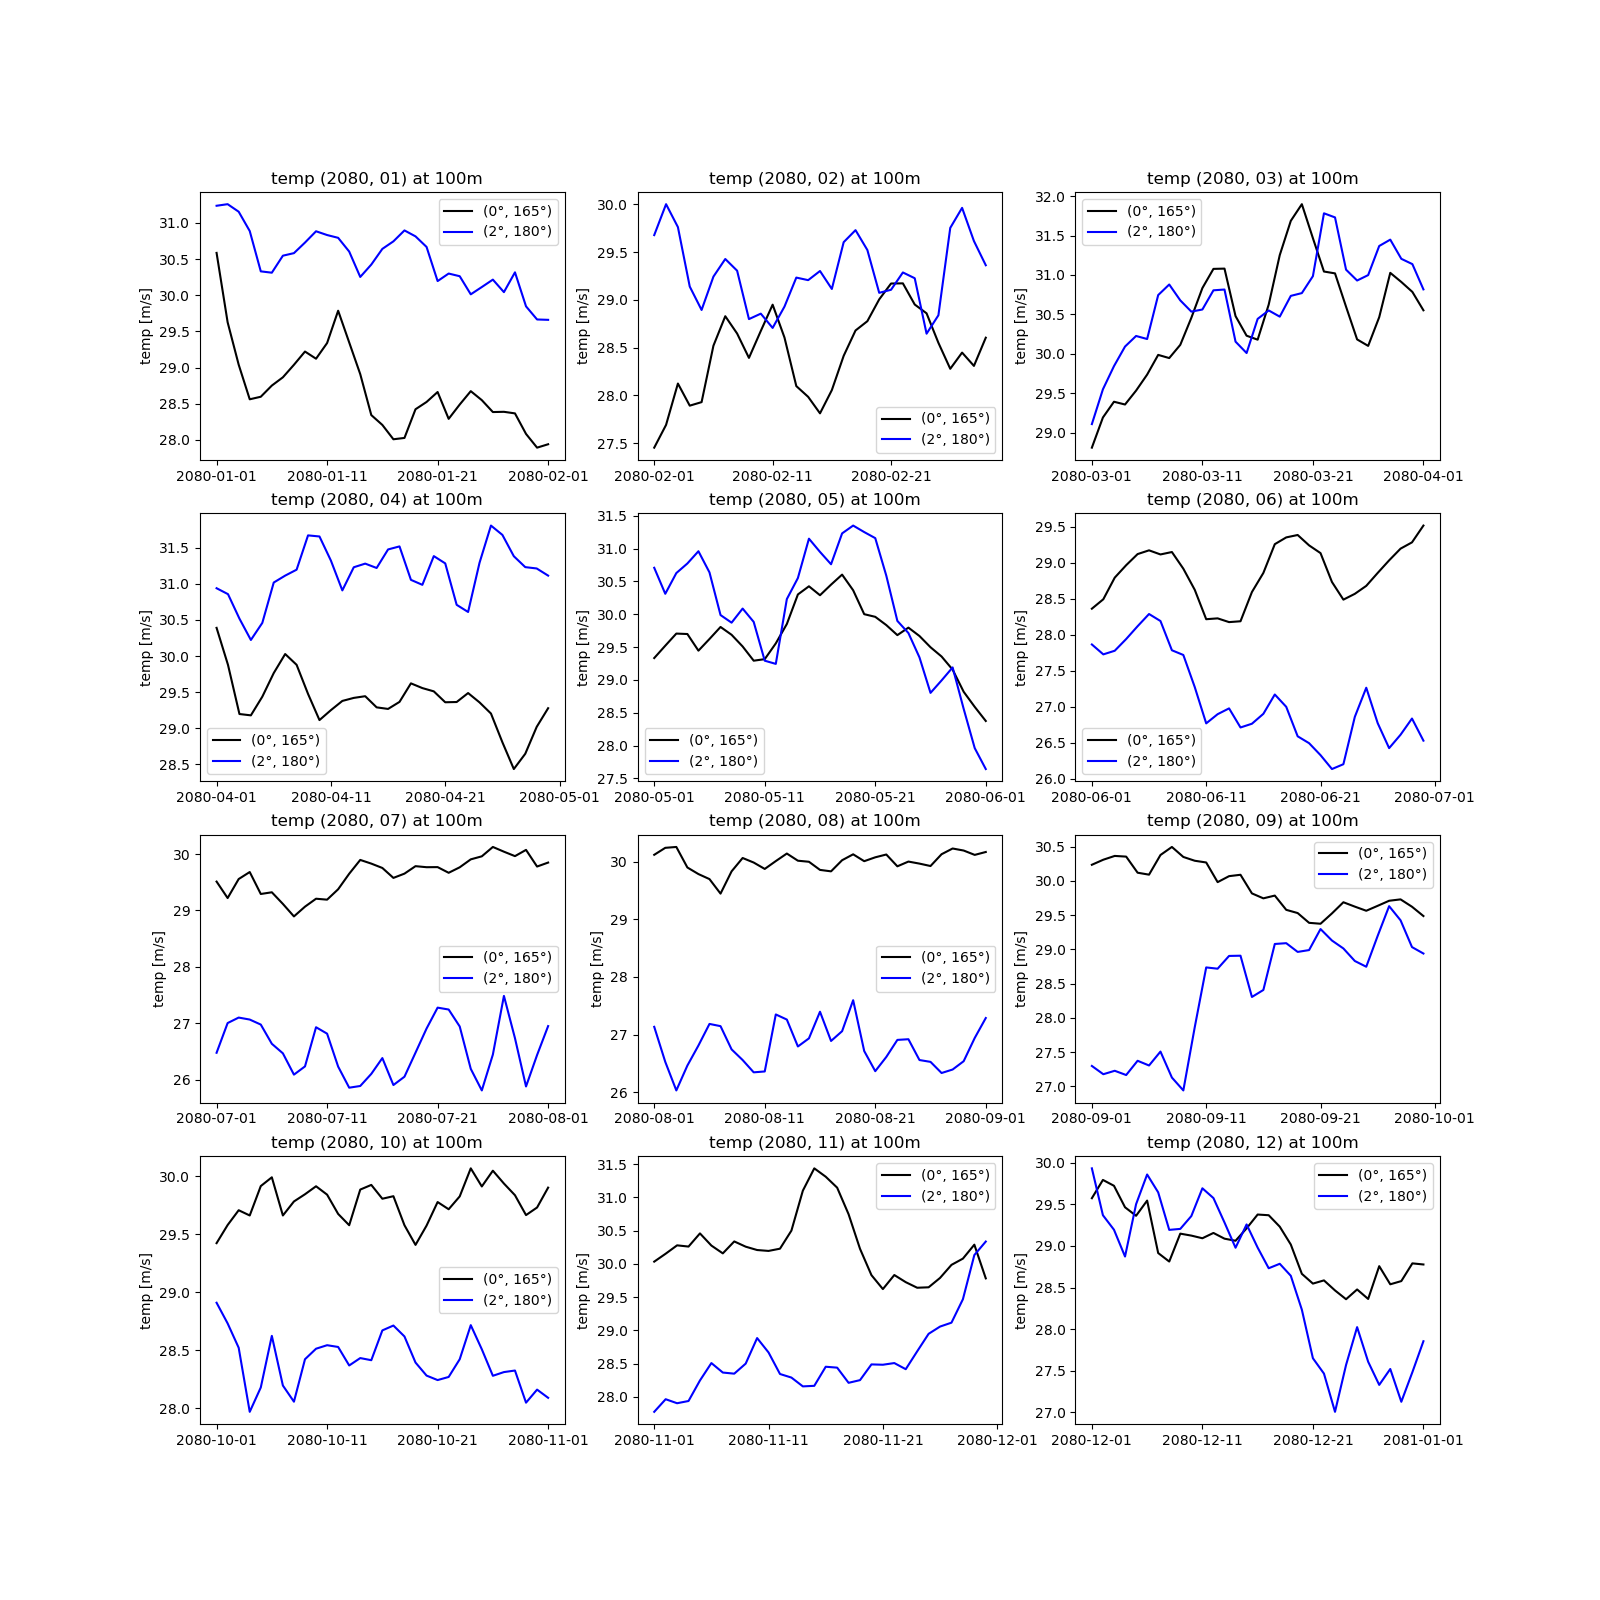 temp (2080, 01) at 100m
temp [m/s]
31.0
30.5
30.0
29.5
29.0
28.5
28.0
(0°, 165°)
(2°, 180°)
2080-01-01 2080-01-11 2080-01-21 2080-02-01
temp (2080, 02) at 100m
temp [m/s]
30.0
29.5
29.0
28.5
28.0
27.5
(0°, 165°)
(2°, 180°)
2080-02-01 2080-02-11 2080-02-21
temp (2080, 03) at 100m
temp [m/s]
32.0
31.5
31.0
30.5
30.0
29.5
29.0
(0°, 165°)
(2°, 180°)
2080-03-01 2080-03-11 2080-03-21 2080-04-01
temp (2080, 04) at 100m
temp [m/s]
31.5
31.0
30.5
30.0
29.5
29.0
28.5
(0°, 165°)
(2°, 180°)
2080-04-01 2080-04-11 2080-04-21 2080-05-01
temp (2080, 05) at 100m
temp [m/s]
31.5
31.0
30.5
30.0
29.5
29.0
28.5
28.0
27.5
(0°, 165°)
(2°, 180°)
2080-05-01 2080-05-11 2080-05-21 2080-06-01
temp (2080, 06) at 100m
temp [m/s]
29.5
29.0
28.5
28.0
27.5
27.0
26.5
26.0
(0°, 165°)
(2°, 180°)
2080-06-01 2080-06-11 2080-06-21 2080-07-01
temp (2080, 07) at 100m
temp [m/s]
30
29
28
27
26
(0°, 165°)
(2°, 180°)
2080-07-01 2080-07-11 2080-07-21 2080-08-01
temp (2080, 08) at 100m
temp [m/s]
30
29
28
27
26
(0°, 165°)
(2°, 180°)
2080-08-01 2080-08-11 2080-08-21 2080-09-01
temp (2080, 09) at 100m
temp [m/s]
30.5
30.0
29.5
29.0
28.5
28.0
27.5
27.0
(0°, 165°)
(2°, 180°)
2080-09-01 2080-09-11 2080-09-21 2080-10-01
temp (2080, 10) at 100m
temp [m/s]
30.0
29.5
29.0
28.5
28.0
(0°, 165°)
(2°, 180°)
2080-10-01 2080-10-11 2080-10-21 2080-11-01
temp (2080, 11) at 100m
temp [m/s]
31.5
31.0
30.5
30.0
29.5
29.0
28.5
28.0
(0°, 165°)
(2°, 180°)
2080-11-01 2080-11-11 2080-11-21 2080-12-01
temp (2080, 12) at 100m
temp [m/s]
30.0
29.5
29.0
28.5
28.0
27.5
27.0
(0°, 165°)
(2°, 180°)
2080-12-01 2080-12-11 2080-12-21 2081-01-01